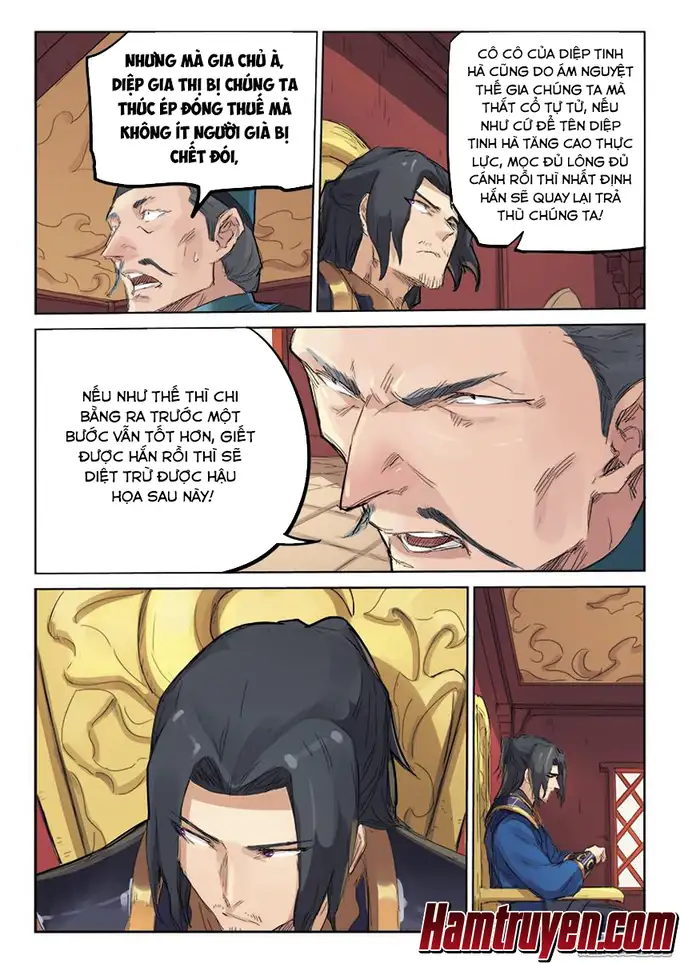 NHƯNG MÀ GIA CHỦ À,
DIỆP GIA THỊ BỊ CHÚNG TA
THÚC ÉP ĐÓNG THUẾ MÀ
KHÔNG ÍT NGƯỜI GIÀ BỊ
CHẾT ĐÓI,
CÔ CÔ CỦA DIỆP TINH
HÀ CŨNG DO ÁM NGUYỆT
THẾ GIA CHÚNG TA MÀ
THẮT CỔ TỰ TỬ, NẾU
NHƯ CỨ ĐỂ TÊN DIỆP
TINH HÀ TĂNG CAO THỰC
LỰC, MỌC ĐỦ LÔNG ĐỦ
CÁNH RỒI THÌ NHẤT ĐỊNH
HẮN SẼ QUAY LẠI TRẢ
THÙ CHÚNG TA!
NẾU NHƯ THẾ THÌ CHI
BẰNG RA TRƯỚC MỘT
BƯỚC VẪN TỐT HƠN, GIẾT
ĐƯỢC HẮN RỒI THÌ SẼ
DIỆT TRỪ ĐƯỢC HẬU
HỌA SAU NÀY!
Hamtruyen.com